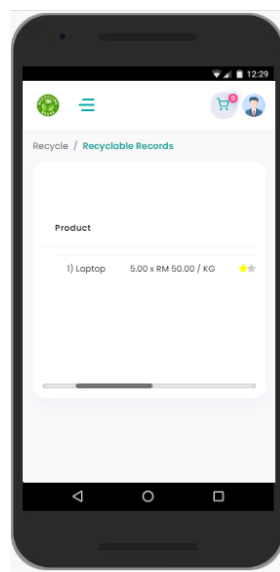 12:29
0
Recycle / Recyclable Records
Product
1) Laptop 5.00 x RM 50.00 / KG